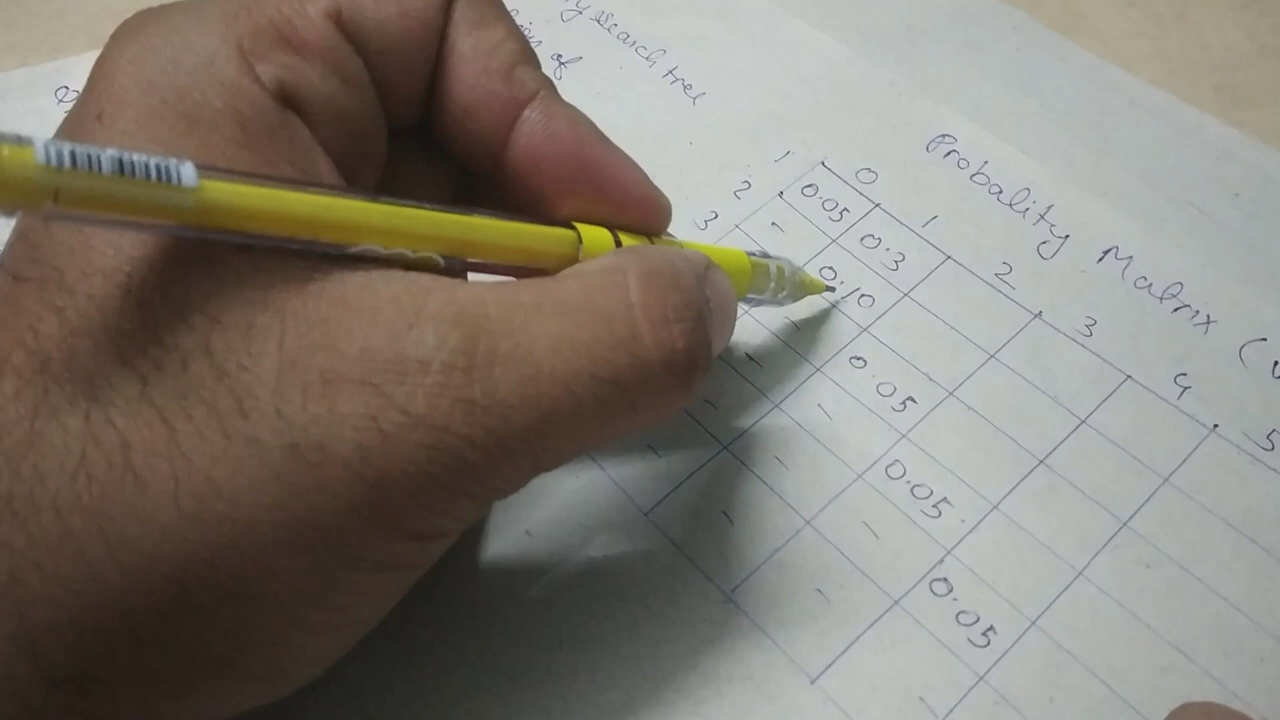 search tree
of
Probality Matrix (
0 1 2 3 4 5
1 0.05 0.3
2 - 0.10
3 0.05
- - 0.05
- - - 0.05
- - -
- -